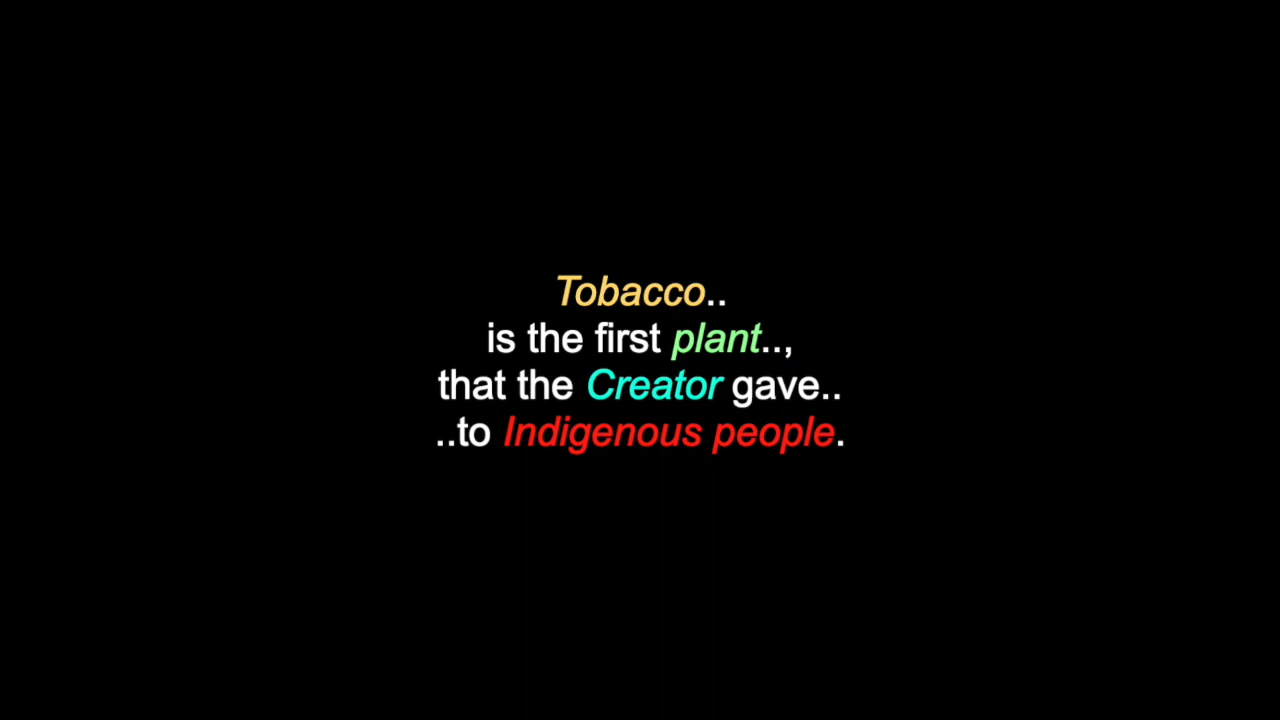 Tobacco..
is the first plant..,
that the Creator gave..
..to Indigenous people.